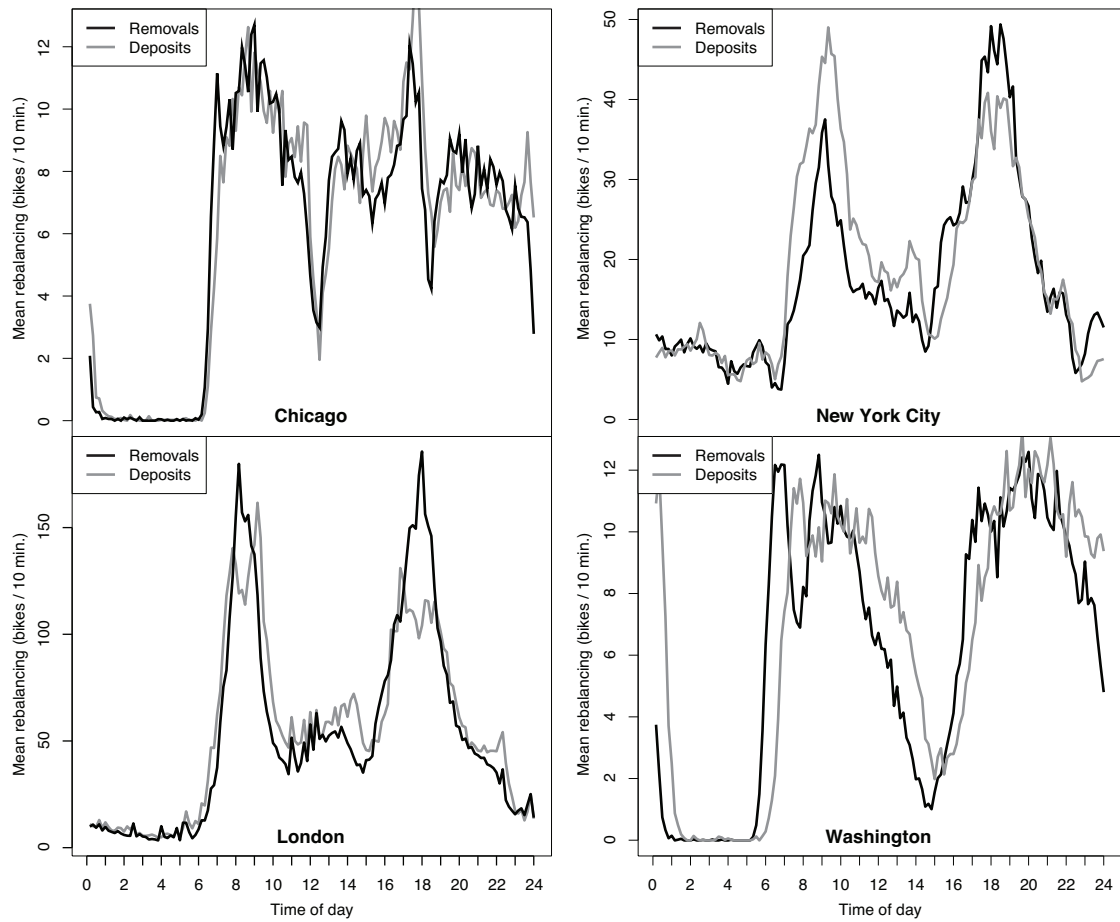 Removals
Deposits
Mean rebalancing (bikes / 10 min.)
12
10
8
6
4
2
0
Chicago
Removals
Deposits
Mean rebalancing (bikes / 10 min.)
50
40
30
20
10
0
New York City
Removals
Deposits
Mean rebalancing (bikes / 10 min.)
150
100
50
0
London
0 2 4 6 8 10 12 14 16 18 20 22 24
Time of day
Removals
Deposits
Mean rebalancing (bikes / 10 min.)
12
10
8
6
4
2
0
Washington
0 2 4 6 8 10 12 14 16 18 20 22 24
Time of day